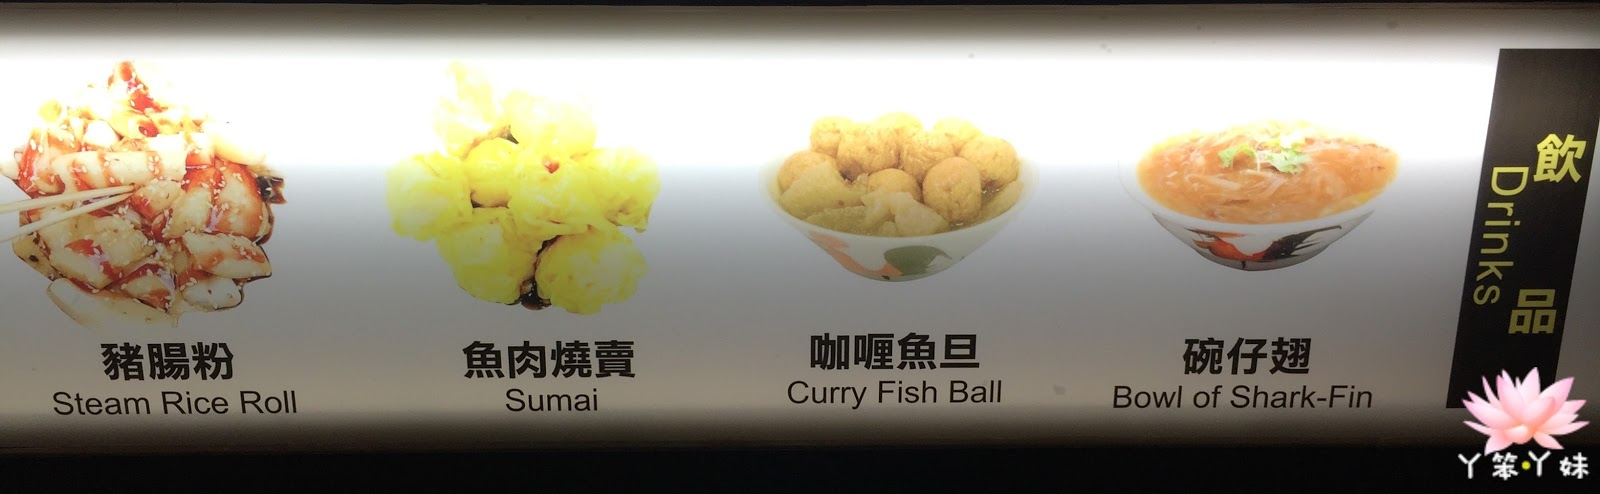 豬腸粉
Steam Rice Roll
魚肉燒賣
Sumai
咖喱魚旦
Curry Fish Ball
碗仔翅
Bowl of Shark-Fin
飲品
Drinks
丫笨•丫妹